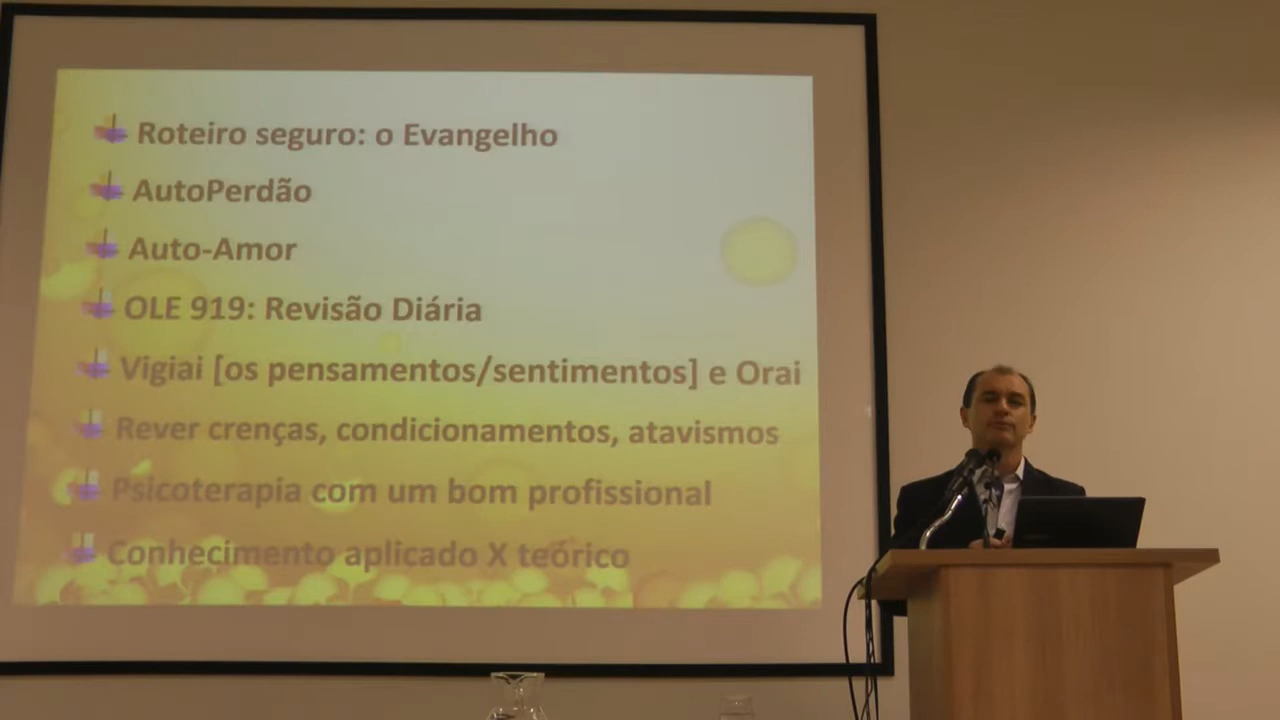 Roteiro seguro: o Evangelho
AutoPerdão
Auto-Amor
OLE 919: Revisão Diária
Vigiai [os pensamentos/sentimentos] e Orai
Rever crenças, condicionamentos, atavismos
Psicoterapia com um bom profissional
Conhecimento aplicado X teórico